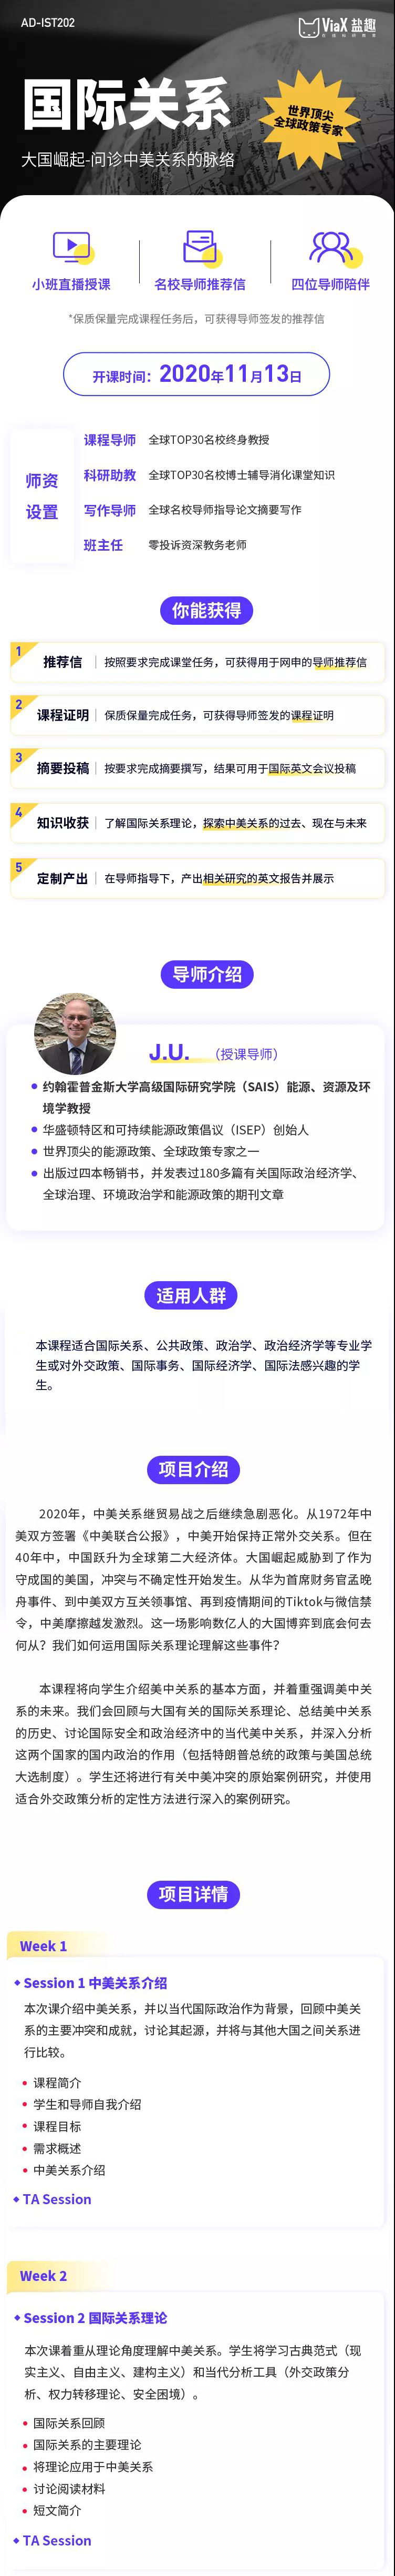 AD-IST202
ViaX 盐趣
国际关系
大国崛起-问诊中美关系的脉络
世界顶尖
全球政策专家
小班直播授课
名校导师推荐信
四位导师陪伴
*保质保量完成课程任务后，可获得导师签发的推荐信
开课时间：2020年11月13日
师资
设置
课程导师 全球TOP30名校终身教授
科研助教 全球TOP30名校博士辅导消化课堂知识
写作导师 全球名校导师指导论文摘要写作
班主任 零投诉资深教务老师
你能获得
1 推荐信 按照要求完成课堂任务，可获得用于网申的导师推荐信
2 课程证明 保质保量完成任务，可获得导师签发的课程证明
3 摘要投稿 按要求完成摘要撰写，结果可用于国际英文会议投稿
4 知识收获 了解国际关系理论，探索中美关系的过去、现在与未来
5 定制产出 在导师指导下，产出相关研究的英文报告并展示
导师介绍
J.U. （授课导师）
约翰霍普金斯大学高级国际研究学院（SAIS）能源、资源及环
境学教授
华盛顿特区和可持续能源政策倡议（ISEP）创始人
世界顶尖的能源政策、全球政策专家之一
出版过四本畅销书，并发表过180多篇有关国际政治经济学、
全球治理、环境政治学和能源政策的期刊文章
适用人群
本课程适合国际关系、公共政策、政治学、政治经济学等专业学
生或对外交政策、国际事务、国际经济学、国际法感兴趣的学
生。
项目介绍
2020年，中美关系继贸易战之后继续急剧恶化。从1972年中
美双方签署《中美联合公报》，中美开始保持正常外交关系。但在
40年中，中国跃升为全球第二大经济体。大国崛起威胁到了作为
守成国的美国，冲突与不确定性开始发生。从华为首席财务官孟晚
舟事件、到中美双方互关领事馆、再到疫情期间的Tiktok与微信禁
令，中美摩擦越发激烈。这一场影响数亿人的大国博弈到底会何去
何从？我们如何运用国际关系理论理解这些事件？
本课程将向学生介绍美中关系的基本方面，并着重强调美中关
系的未来。我们会回顾与大国有关的国际关系理论、总结美中关系
的历史、讨论国际安全和政治经济中的当代美中关系，并深入分析
这两个国家的国内政治的作用（包括特朗普总统的政策与美国总统
大选制度）。学生还将进行有关中美冲突的原始案例研究，并使用
适合外交政策分析的定性方法进行深入的案例研究。
项目详情
Week 1
Session 1 中美关系介绍
本次课介绍中美关系，并以当代国际政治作为背景，回顾中美关
系的主要冲突和成就，讨论其起源，并将与其他大国之间关系进
行比较。
课程简介
学生和导师自我介绍
课程目标
需求概述
中美关系介绍
TA Session
Week 2
Session 2 国际关系理论
本次课着重从理论角度理解中美关系。学生将学习古典范式（现
实主义、自由主义、建构主义）和当代分析工具（外交政策分
析、权力转移理论、安全困境）。
国际关系回顾
国际关系的主要理论
将理论应用于中美关系
讨论阅读材料
短文简介
TA Session